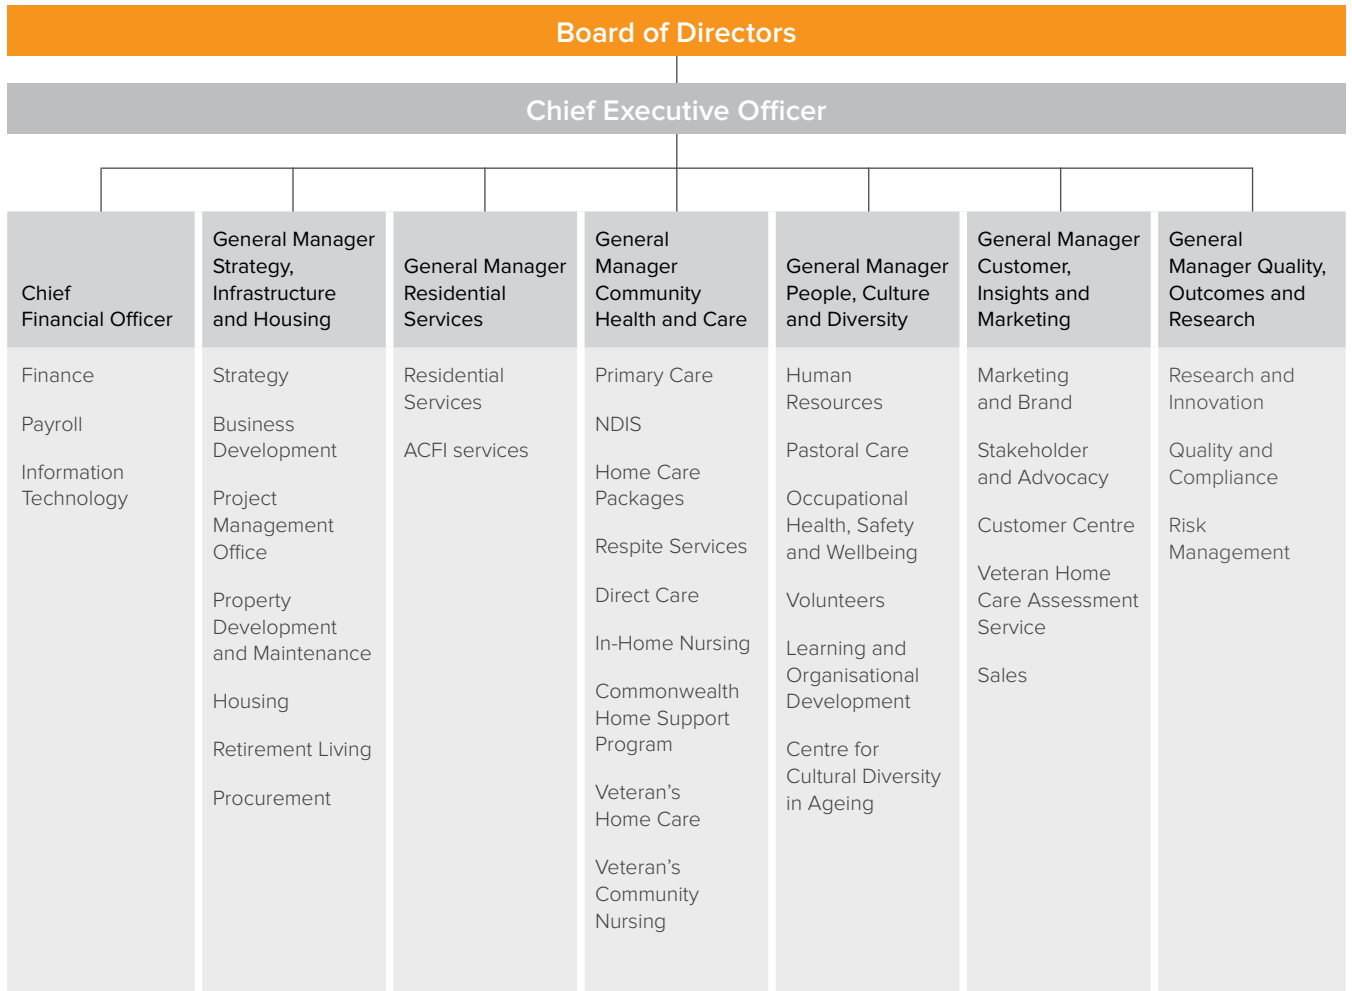 Board of Directors
Chief Executive Officer
Chief
Financial Officer
Finance
Payroll
Information
Technology
General Manager
Strategy,
Infrastructure
and Housing
Strategy
Business
Development
Project
Management
Office
Property
Development
and Maintenance
Housing
Retirement Living
Procurement
General Manager
Residential
Services
Residential
Services
ACFI services
General
Manager
Community
Health and Care
Primary Care
NDIS
Home Care
Packages
Respite Services
Direct Care
In-Home Nursing
Commonwealth
Home Support
Program
Veteran’s
Home Care
Veteran’s
Community
Nursing
General Manager
People, Culture
and Diversity
Human
Resources
Pastoral Care
Occupational
Health, Safety
and Wellbeing
Volunteers
Learning and
Organisational
Development
Centre for
Cultural Diversity
in Ageing
General Manager
Customer,
Insights and
Marketing
Marketing
and Brand
Stakeholder
and Advocacy
Customer Centre
Veteran Home
Care Assessment
Service
Sales
General
Manager Quality,
Outcomes and
Research
Research and
Innovation
Quality and
Compliance
Risk
Management